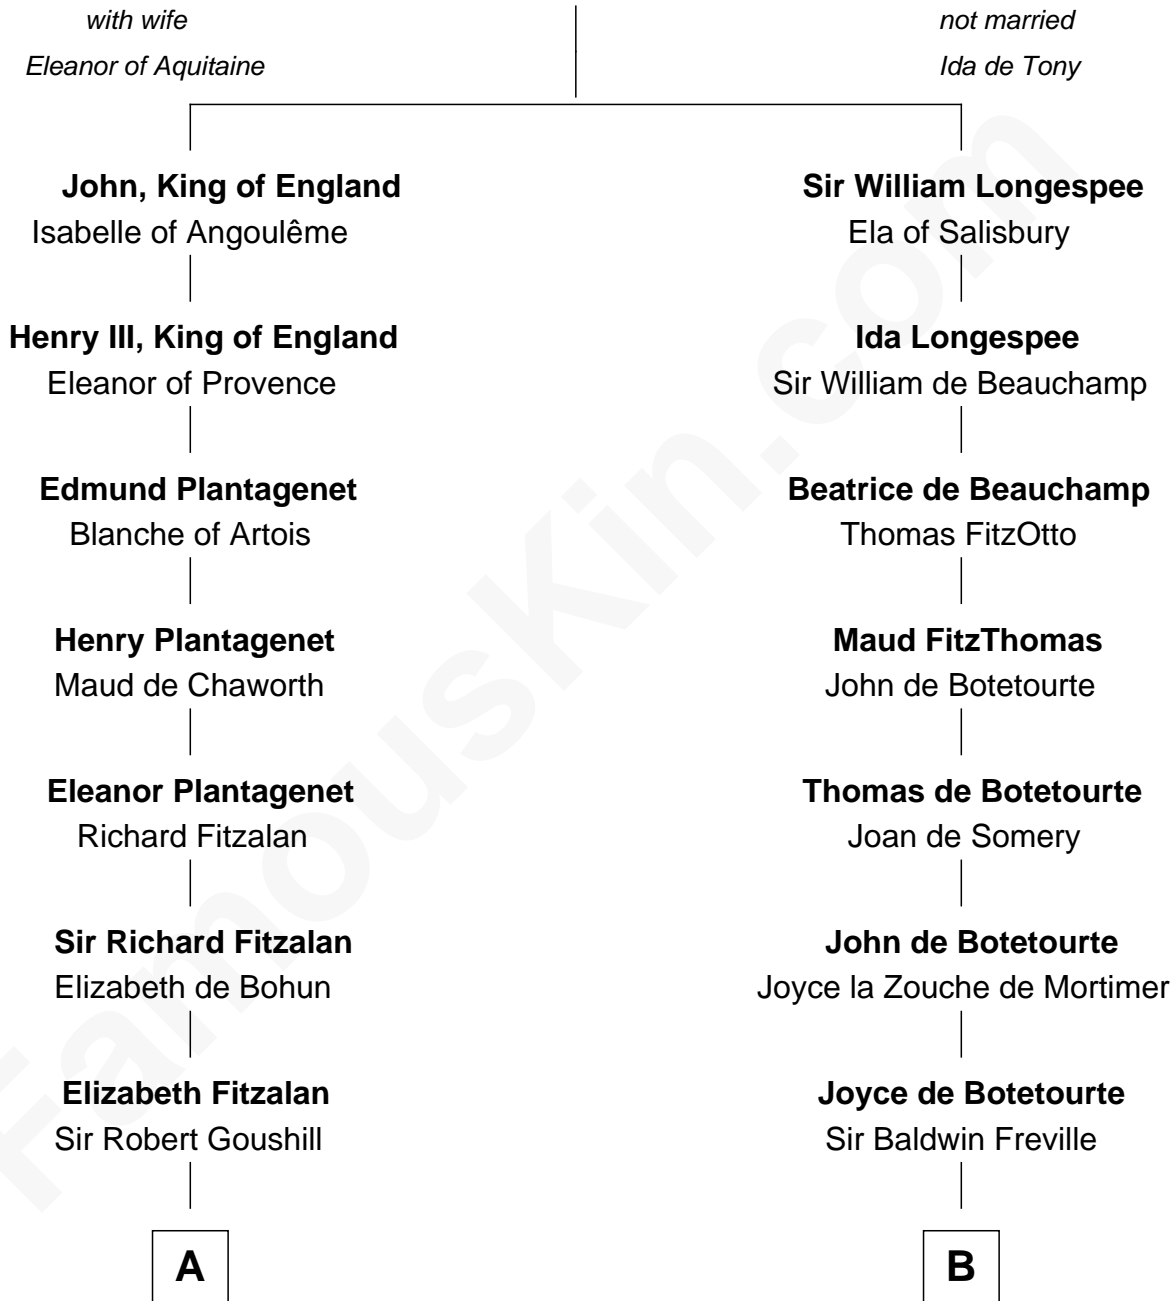 with wife
Eleanor of Aquitaine
not married
Ida de Tony
John, King of England
Isabelle of Angoulême
Sir William Longespee
Ela of Salisbury
Henry III, King of England
Eleanor of Provence
Ida Longespee
Sir William de Beauchamp
Edmund Plantagenet
Blanche of Artois
Beatrice de Beauchamp
Thomas FitzOtto
Henry Plantagenet
Maud de Chaworth
Maud FitzThomas
John de Botetourte
Eleanor Plantagenet
Richard Fitzalan
Thomas de Botetourte
Joan de Somery
Sir Richard Fitzalan
Elizabeth de Bohun
John de Botetourte
Joyce la Zouche de Mortimer
Elizabeth Fitzalan
Sir Robert Goushill
Joyce de Botetourte
Sir Baldwin Freville
A
B
FamousKin.com